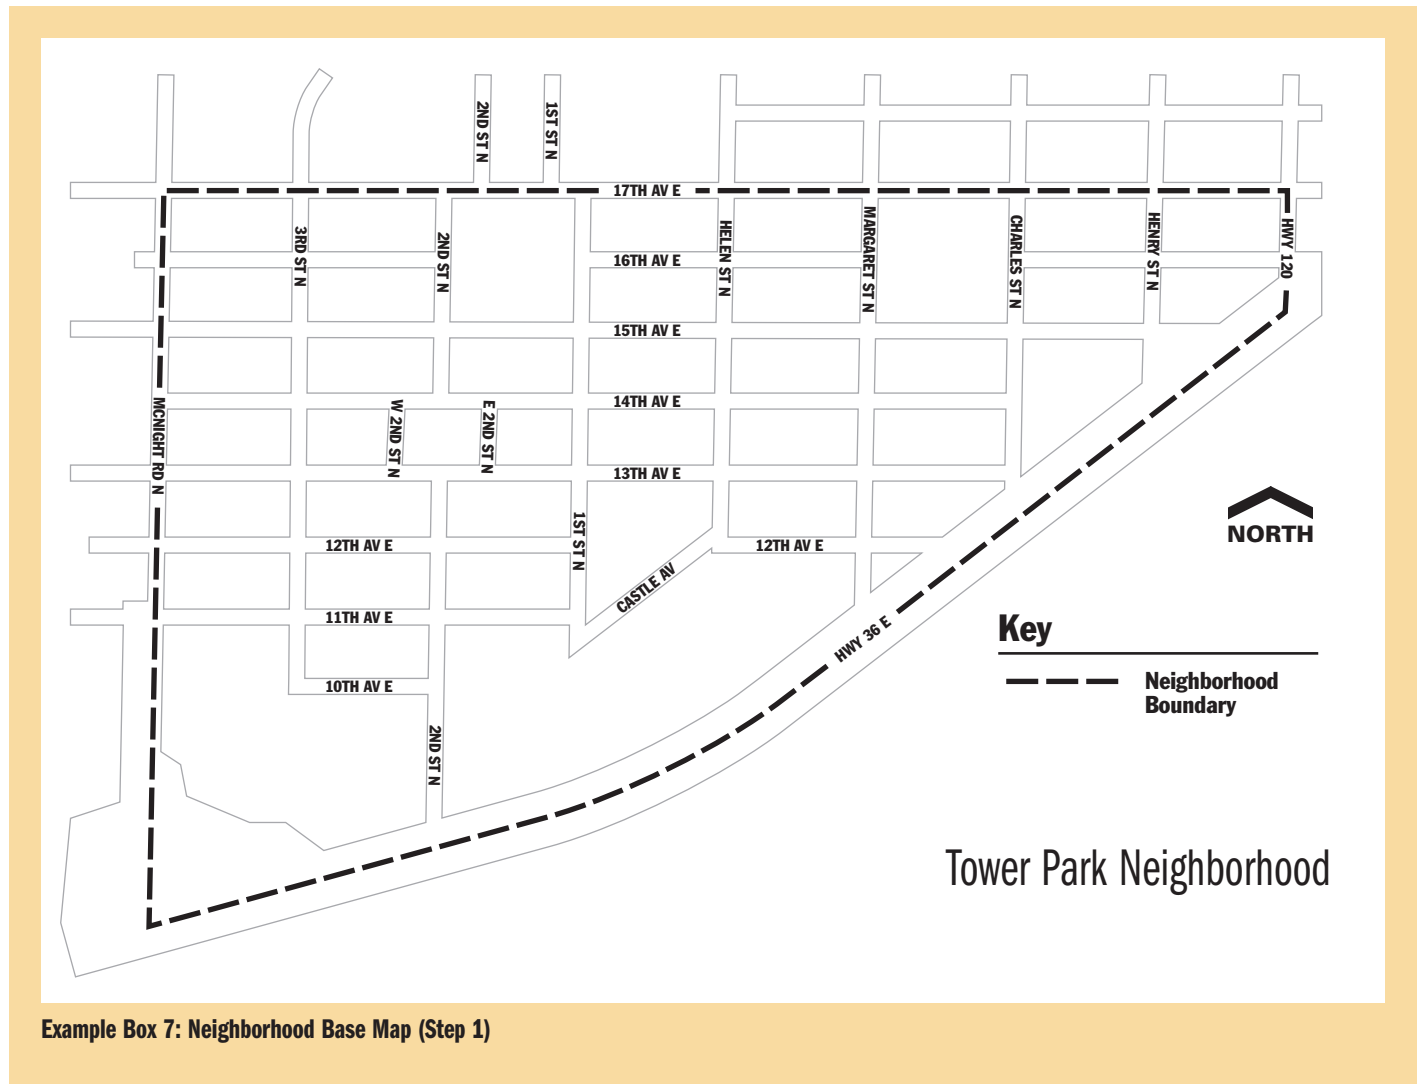 2ND ST N
1ST ST N
17TH AV E
3RD ST N
2ND ST N
HELEN ST N
MARGARET ST N
CHARLES ST N
HENRY ST N
HWY 120
16TH AV E
15TH AV E
MCNIGHT RD N
W 2ND ST N
E 2ND ST N
14TH AV E
13TH AV E
1ST ST N
12TH AV E
12TH AV E
CASTLE AV
11TH AV E
HWY 36 E
10TH AV E
2ND ST N
NORTH
Key
Neighborhood
Boundary
Tower Park Neighborhood
Example Box 7: Neighborhood Base Map (Step 1)